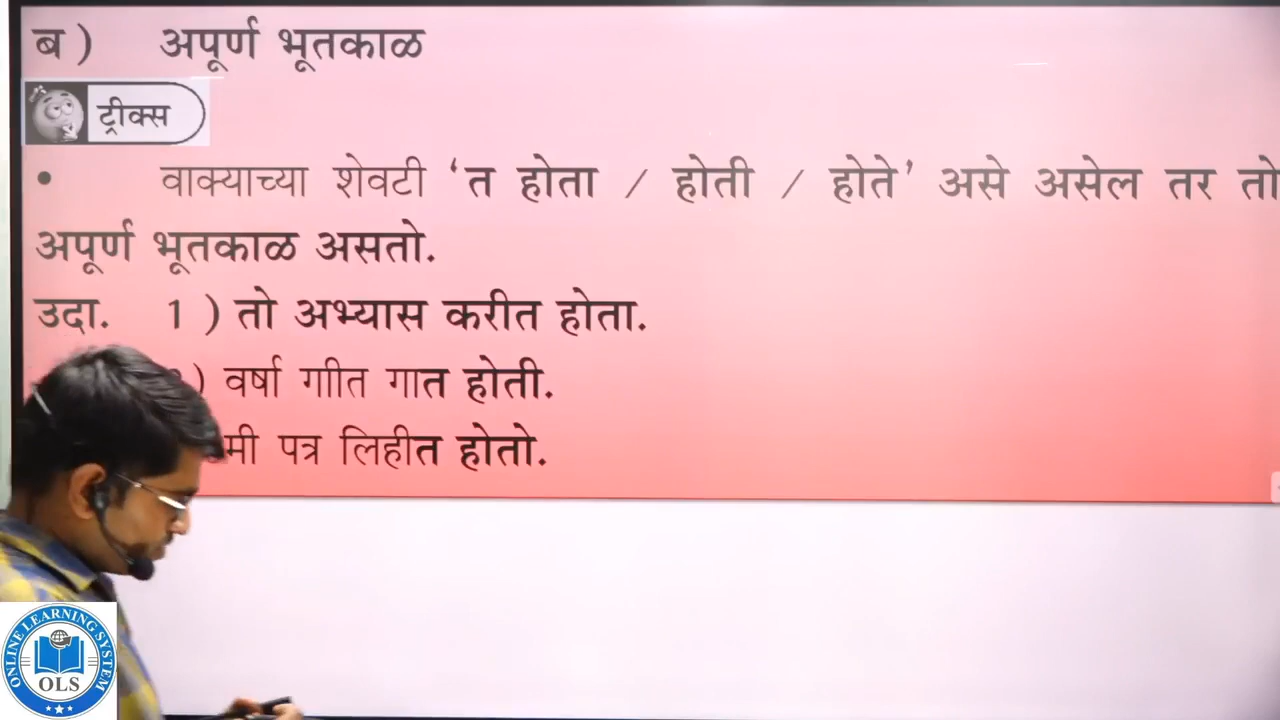 ब ) अपूर्ण भूतकाळ
ट्रीक्स
• वाक्याच्या शेवटी ‘त होता / होती / होते’ असे असेल तर तो
अपूर्ण भूतकाळ असतो.
उदा. 1 ) तो अभ्यास करीत होता.
) वर्षा गाीत गात होती.
मी पत्र लिहीत होतो.
ONLINE LEARNING SYSTEM
OLS